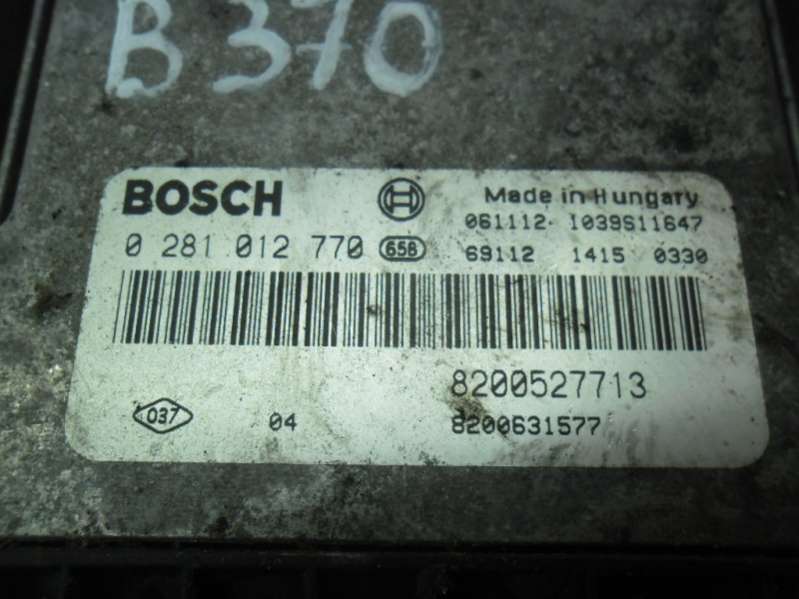 B370
BOSCH Made in Hungary
061112 1039S11647
0 281 012 770 658 69112 1415 0330
8200527713
037 04 8200631577